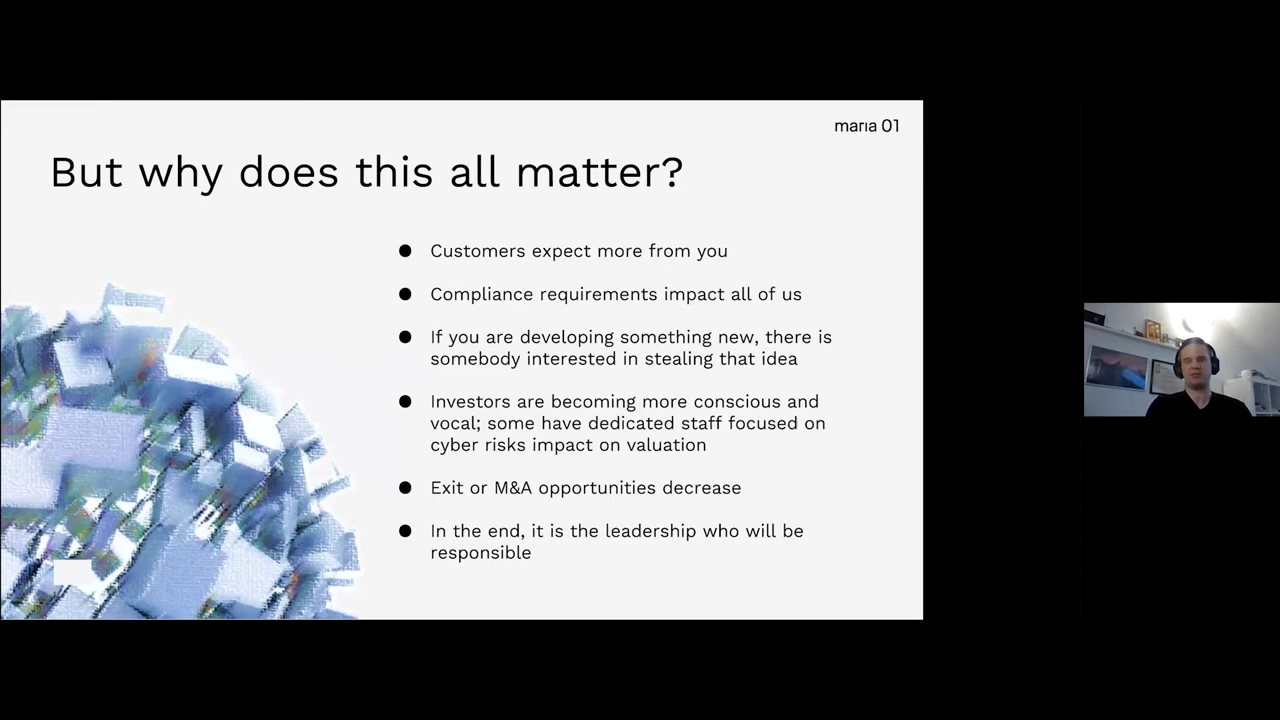 maria 01
But why does this all matter?
● Customers expect more from you
● Compliance requirements impact all of us
● If you are developing something new, there is
somebody interested in stealing that idea
● Investors are becoming more conscious and
vocal; some have dedicated staff focused on
cyber risks impact on valuation
● Exit or M&A opportunities decrease
● In the end, it is the leadership who will be
responsible